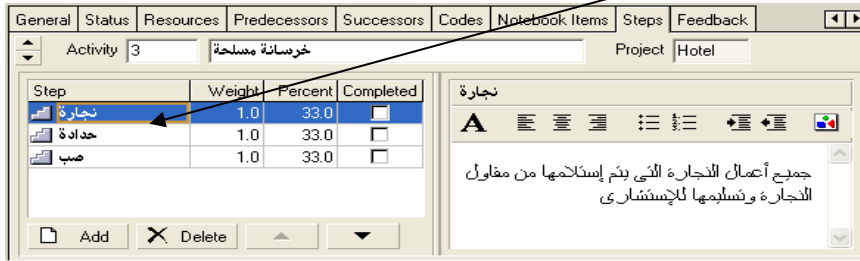 General Status Resources Predecessors Successors Codes Notebook Items Steps Feedback
Activity 3 خرسانة مسلحة Project Hotel
Step Weight Percent Completed
نجارة 1.0 33.0
حدادة 1.0 33.0
صب 1.0 33.0
Add Delete
نجارة
A
جميع أعمال النجارة التى يتم إستلامها من مقاول
النجارة وتسليمها للإستشارى